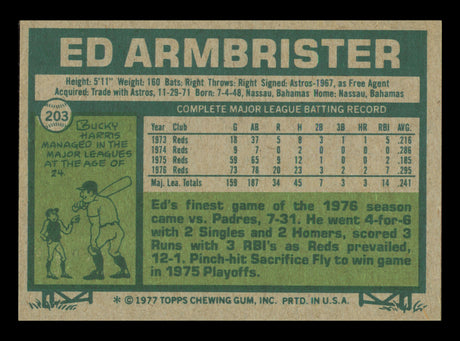 ED ARMBRISTER
Height: 5'11" Weight: 160 Bats: Right Throws: Right Signed: Astros-1967, as Free Agent
Acquired: Trade with Astros, 11-29-71 Born: 7-4-48, Nassau, Bahamas Home: Nassau, Bahamas
203
COMPLETE MAJOR LEAGUE BATTING RECORD
Year Club G AB R H 2B 3B HR RBI AVG.
1973 Reds 18 37 5 8 3 1 1 5 .216
1974 Reds 9 7 0 2 0 0 0 0 .286
1975 Reds 59 65 9 12 1 0 0 2 .185
1976 Reds 73 78 20 23 3 2 2 7 .295
Maj. Lea. Totals 159 187 34 45 7 3 3 14 .241
BUCKY
HARRIS
MANAGED IN THE
MAJOR LEAGUES
AT THE AGE OF
24.
Ed's finest game of the 1976 season
came vs. Padres, 7-31. He went 4-for-6
with 2 Singles and 2 Homers, scored 3
Runs with 3 RBI's as Reds prevailed,
12-1. Pinch-hit Sacrifice Fly to win game
in 1975 Playoffs.
* © 1977 TOPPS CHEWING GUM, INC. PRTD. IN U.S.A.